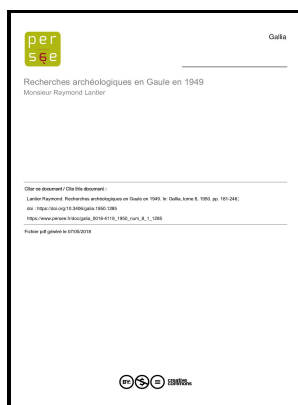 per
sée
Gallia
Recherches archéologiques en Gaule en 1949
Monsieur Raymond Lantier
Citer ce document / Cite this document :
Lantier Raymond. Recherches archéologiques en Gaule en 1949. In: Gallia, tome 8, 1950. pp. 181-246;
doi : https://doi.org/10.3406/galia.1950.1265
https://www.persee.fr/doc/galia_0016-4119_1950_num_8_1_1265
Fichier pdf généré le 07/05/2018
BY:
creative
commons